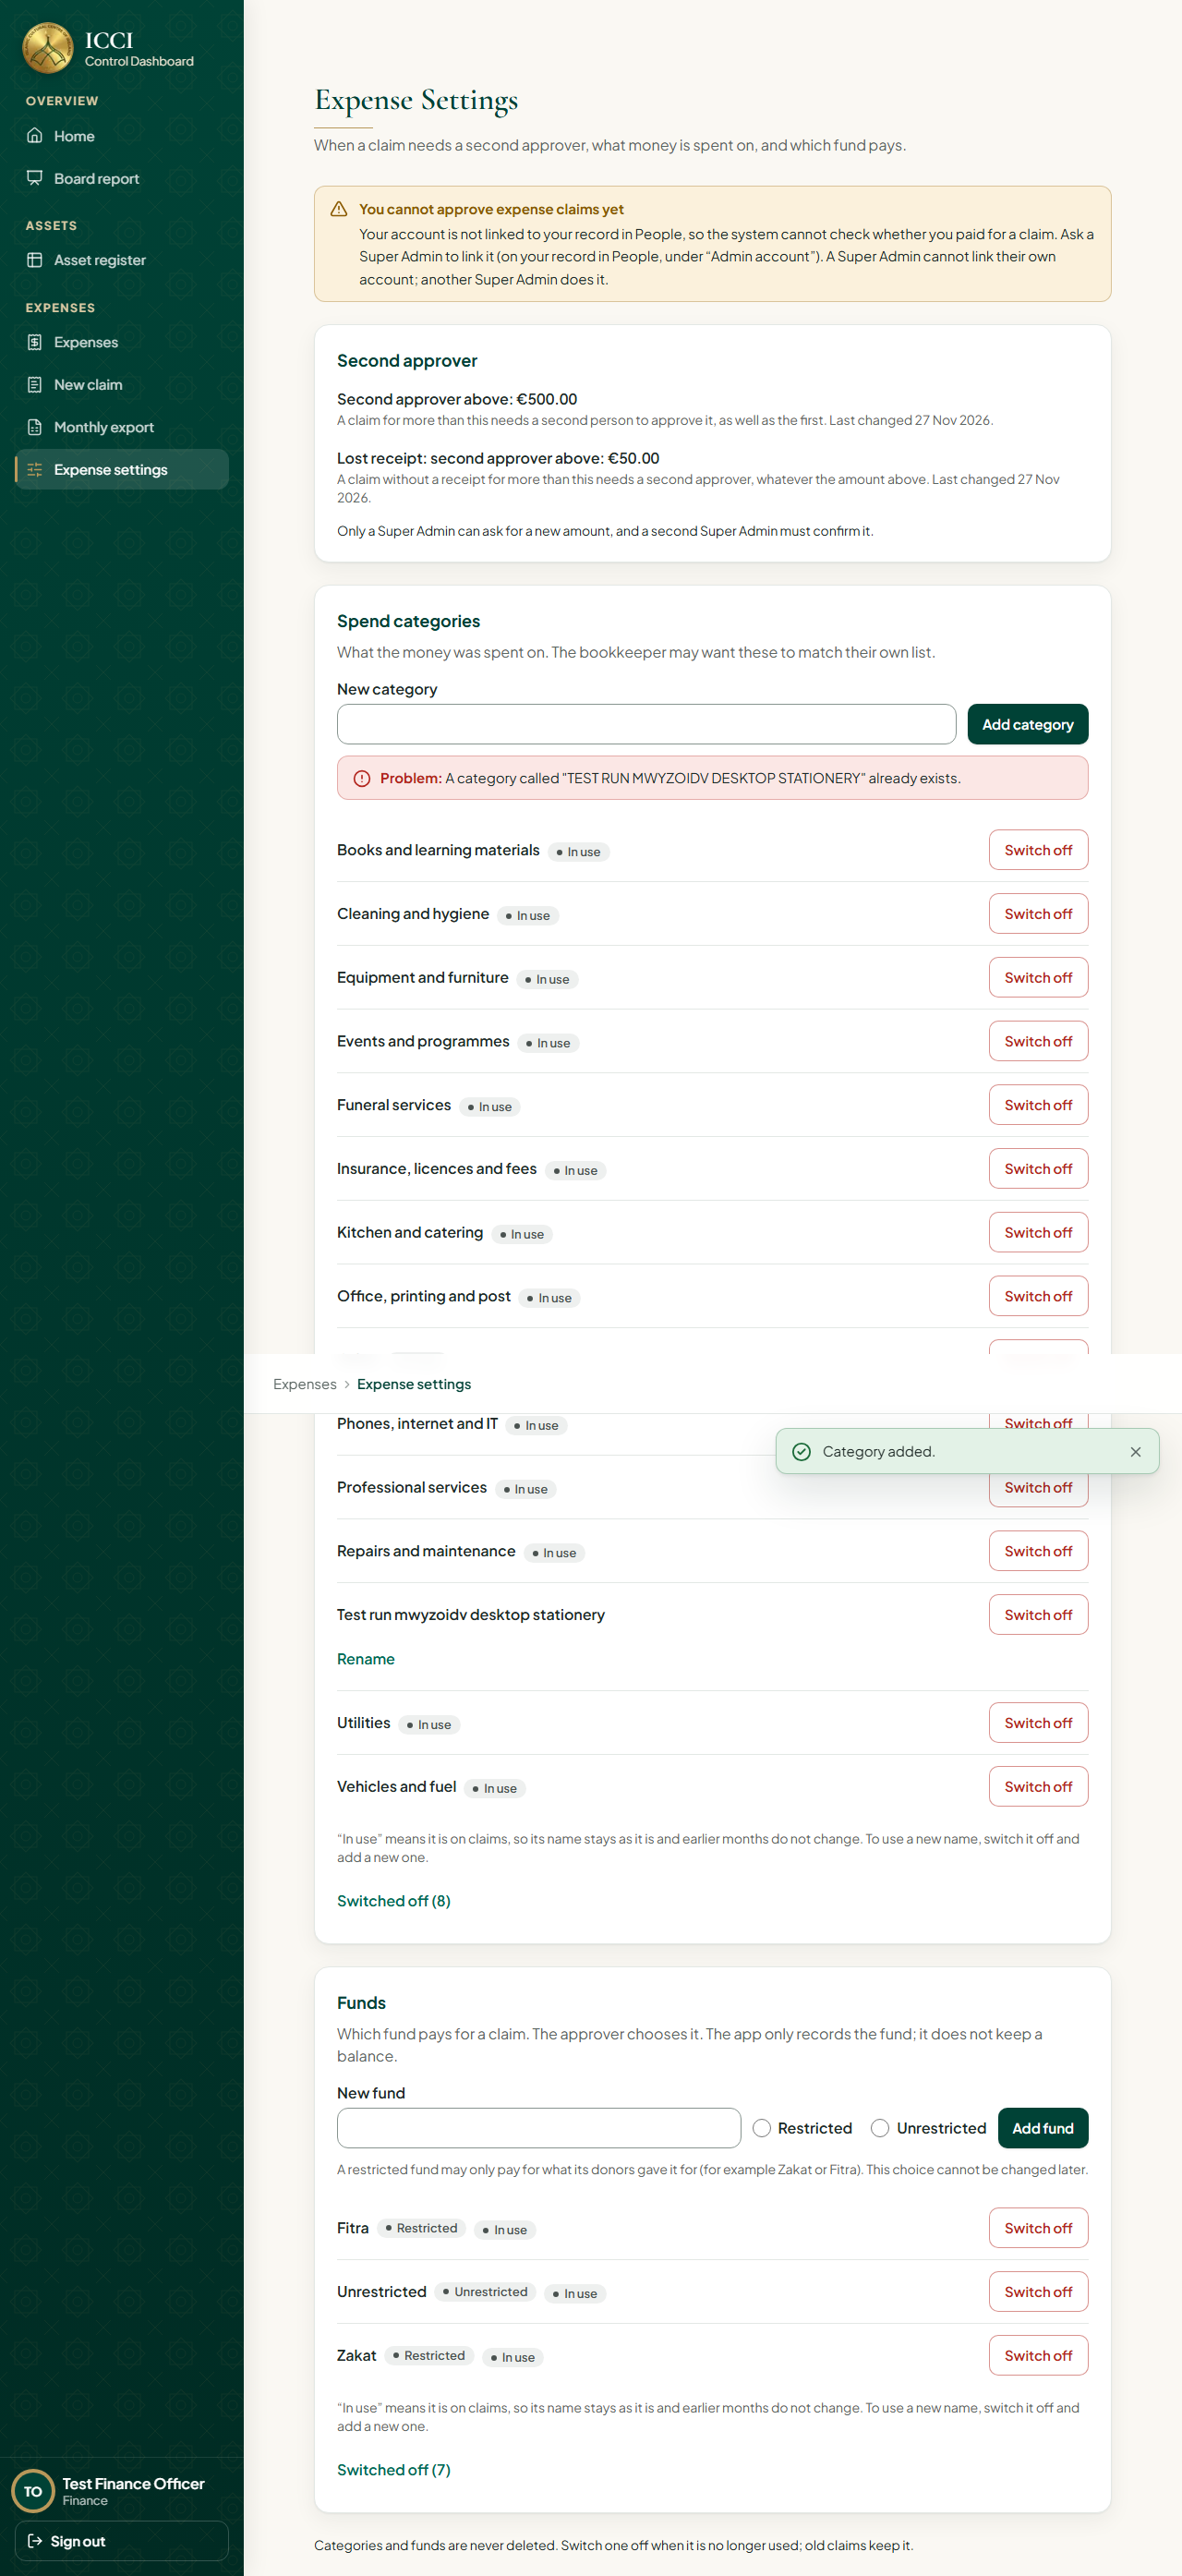 ICCI
Control Dashboard
OVERVIEW
Home
Board report
ASSETS
Asset register
EXPENSES
Expenses
New claim
Monthly export
Expense settings
Expense Settings
When a claim needs a second approver, what money is spent on, and which fund pays.
You cannot approve expense claims yet
Your account is not linked to your record in People, so the system cannot check whether you paid for a claim. Ask a
Super Admin to link it (on your record in People, under “Admin account”). A Super Admin cannot link their own
account; another Super Admin does it.
Second approver
Second approver above: €500.00
A claim for more than this needs a second person to approve it, as well as the first. Last changed 27 Nov 2026.
Lost receipt: second approver above: €50.00
A claim without a receipt for more than this needs a second approver, whatever the amount above. Last changed 27 Nov
2026.
Only a Super Admin can ask for a new amount, and a second Super Admin must confirm it.
Spend categories
What the money was spent on. The bookkeeper may want these to match their own list.
New category
Add category
Problem: A category called "TEST RUN MWYZOIDV DESKTOP STATIONERY" already exists.
Books and learning materials In use Switch off
Cleaning and hygiene In use Switch off
Equipment and furniture In use Switch off
Events and programmes In use Switch off
Funeral services In use Switch off
Insurance, licences and fees In use Switch off
Kitchen and catering In use Switch off
Office, printing and post In use Switch off
Expenses › Expense settings
Phones, internet and IT In use Switch off
Category added.
Professional services In use Switch off
Repairs and maintenance In use Switch off
Test run mwyzoidv desktop stationery Switch off
Rename
Utilities In use Switch off
Vehicles and fuel In use Switch off
“In use” means it is on claims, so its name stays as it is and earlier months do not change. To use a new name, switch it off and
add a new one.
Switched off (8)
Funds
Which fund pays for a claim. The approver chooses it. The app only records the fund; it does not keep a
balance.
New fund
Restricted Unrestricted Add fund
A restricted fund may only pay for what its donors gave it for (for example Zakat or Fitra). This choice cannot be changed later.
Fitra Restricted In use Switch off
Unrestricted Unrestricted In use Switch off
Zakat Restricted In use Switch off
“In use” means it is on claims, so its name stays as it is and earlier months do not change. To use a new name, switch it off and
add a new one.
Switched off (7)
Categories and funds are never deleted. Switch one off when it is no longer used; old claims keep it.
TO
Test Finance Officer
Finance
Sign out